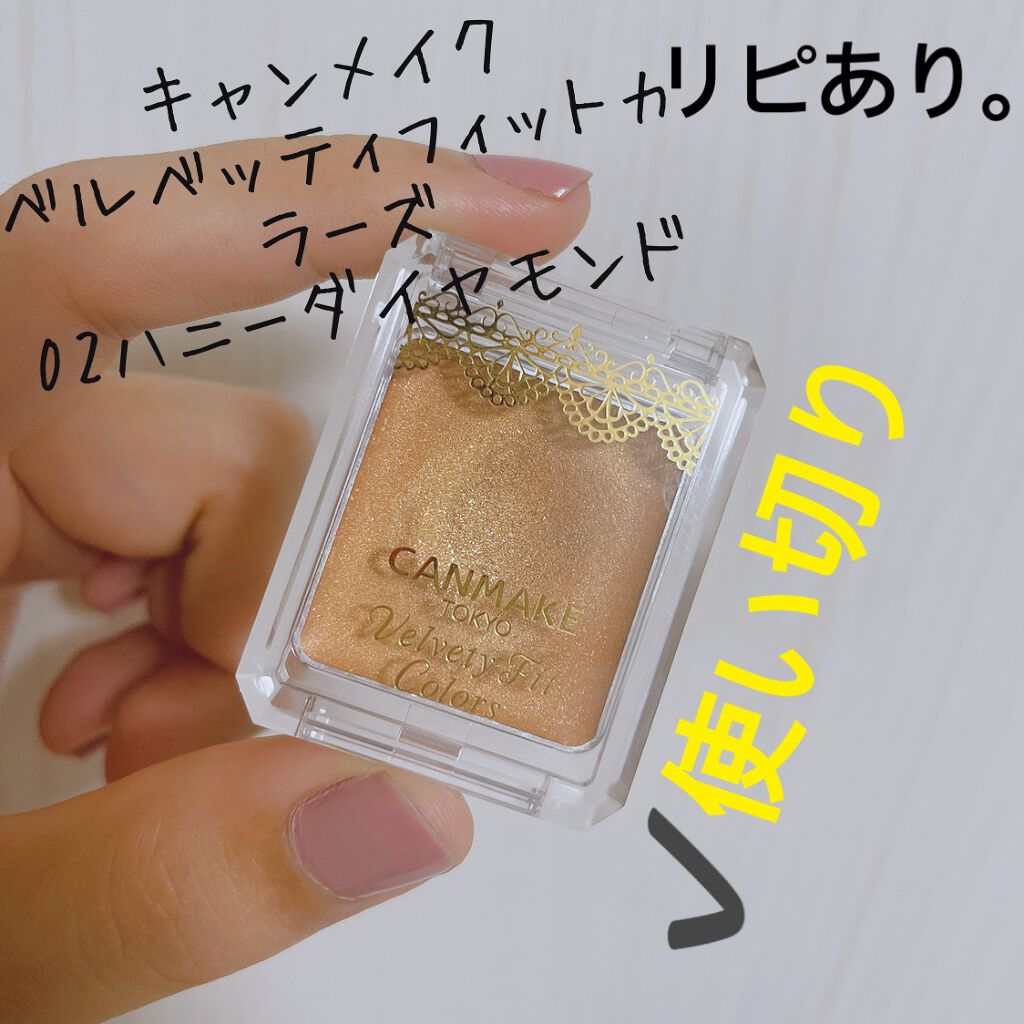 キャンメイク
ベルベッティフィットカ
ラーズ
02ハニーダイヤモンド
リピあり。
使い切り
CANMAKE
TOKYO
Velvety Fit
Colors